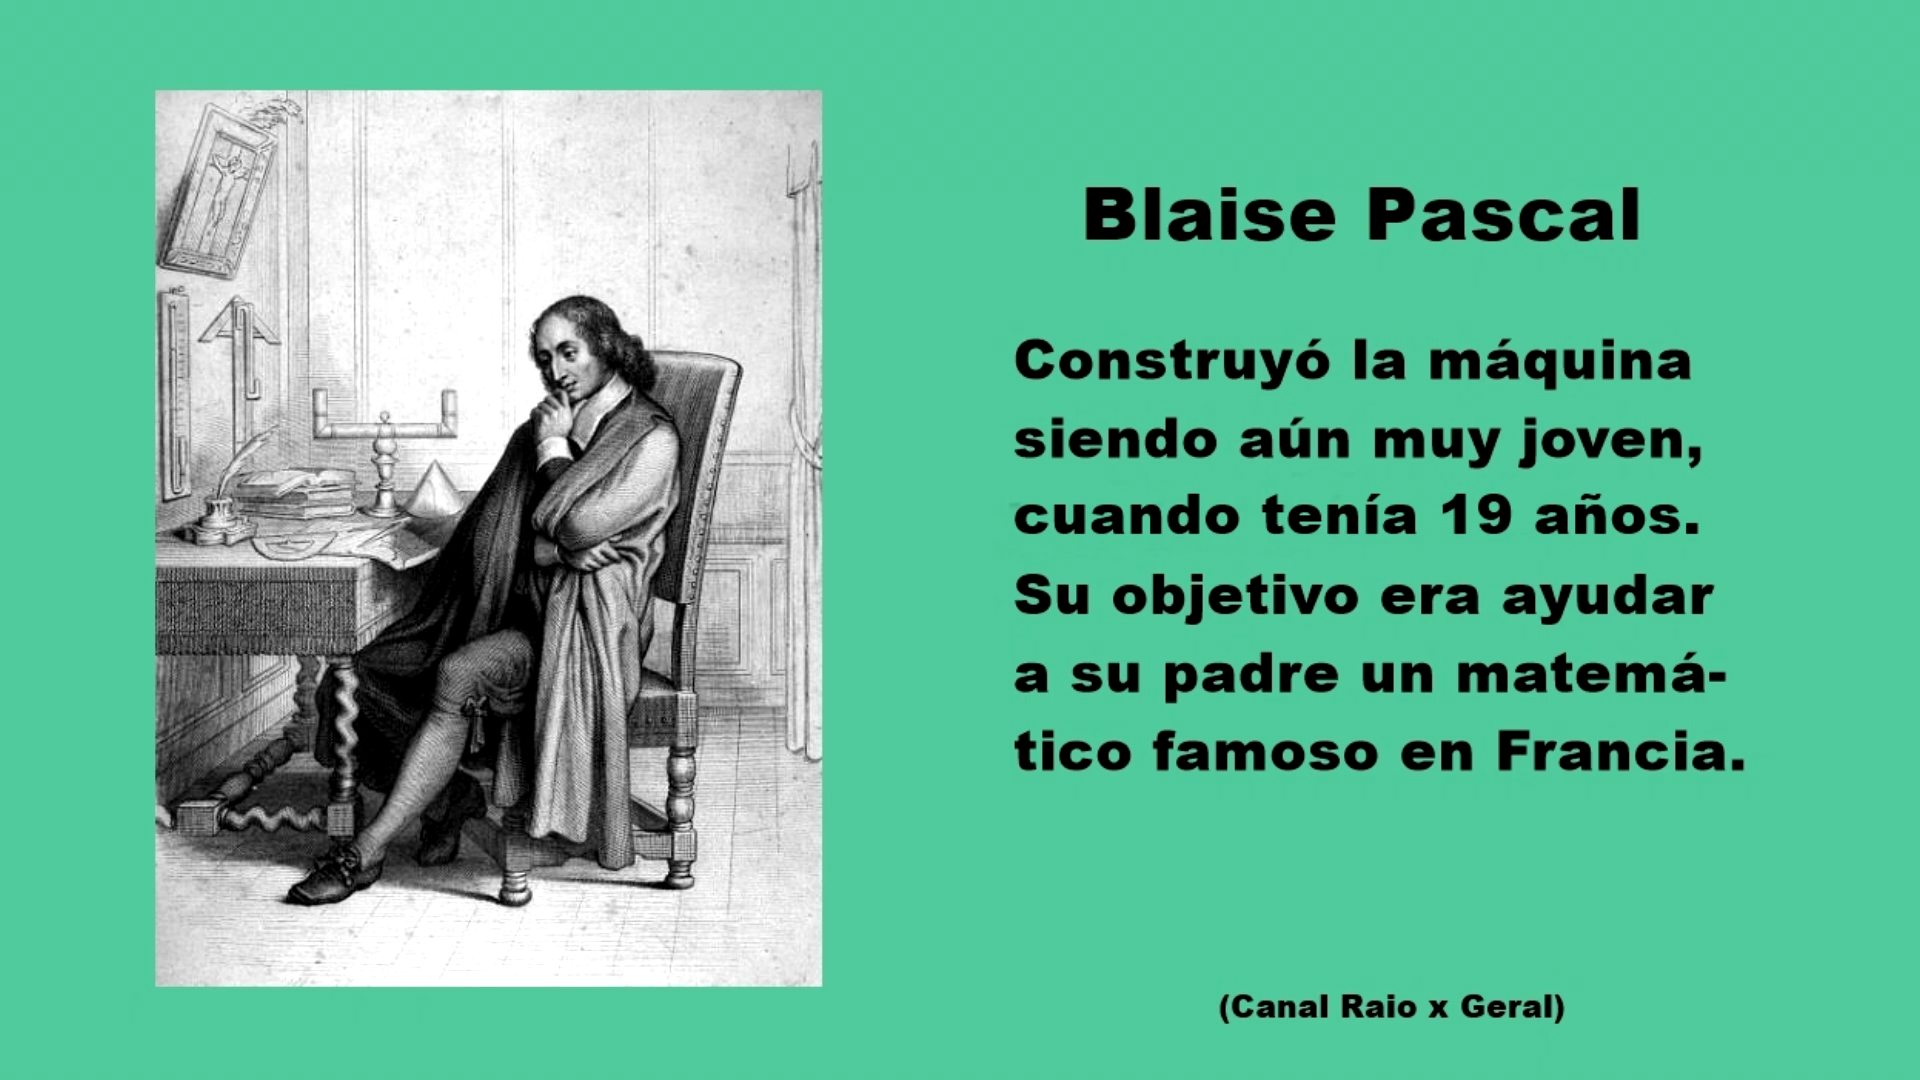 Blaise Pascal
Construyó la máquina
siendo aún muy joven,
cuando tenía 19 años.
Su objetivo era ayudar
a su padre un matemá-
tico famoso en Francia.
(Canal Raio x Geral)